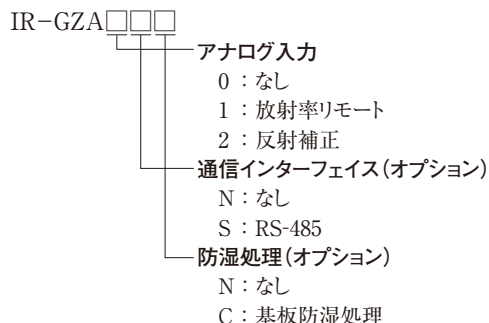 IR-GZA□□□
アナログ入力
0：なし
1：放射率リモート
2：反射補正
通信インターフェイス(オプション)
N：なし
S：RS-485
防湿処理(オプション)
N：なし
C：基板防湿処理